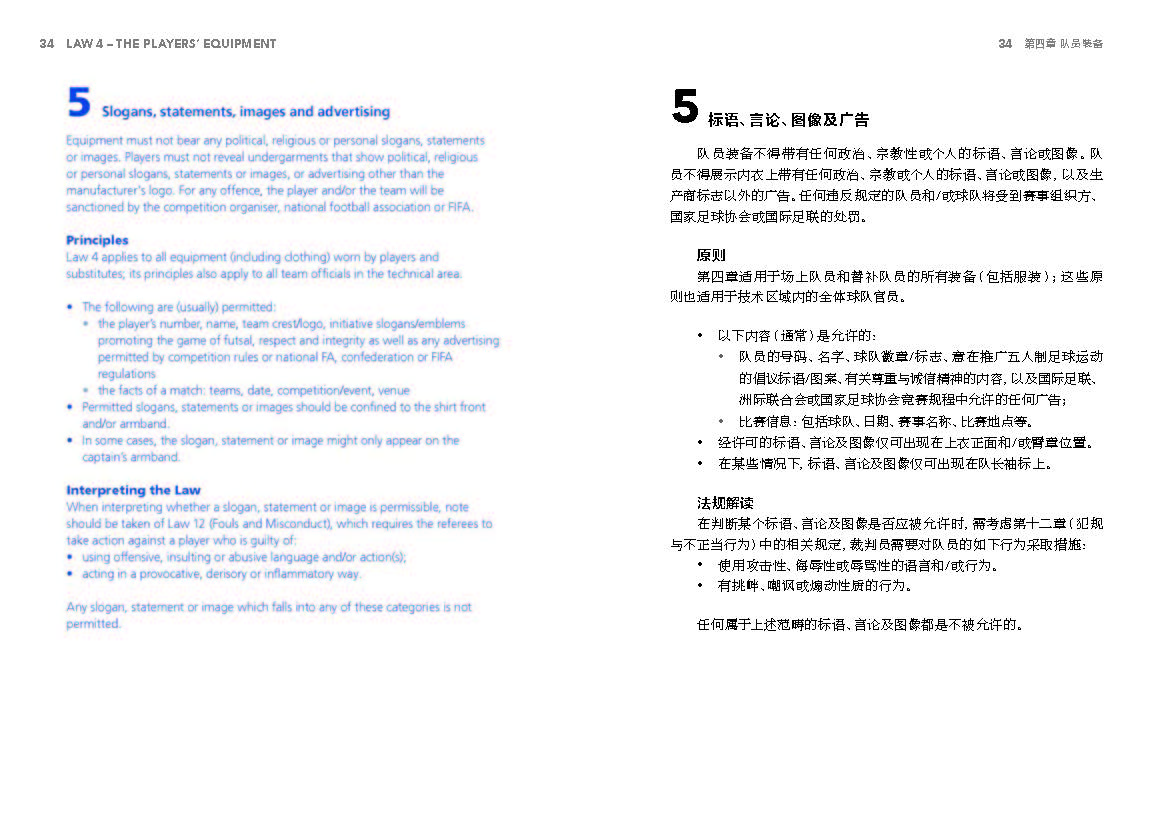 34 LAW 4 – THE PLAYERS' EQUIPMENT
5 Slogans, statements, images and advertising
Equipment must not bear any political, religious or personal slogans, statements
or images. Players must not reveal undergarments that show political, religious
or personal slogans, statements or images, or advertising other than the
manufacturer's logo. For any offence, the player and/or the team will be
sanctioned by the competition organiser, national football association or FIFA.
Principles
Law 4 applies to all equipment (including clothing) worn by players and
substitutes; its principles also apply to all team officials in the technical area.
• The following are (usually) permitted:
• the player's number, name, team crest/logo, initiative slogans/emblems
promoting the game of futsal, respect and integrity as well as any advertising
permitted by competition rules or national FA, confederation or FIFA
regulations
• the facts of a match: teams, date, competition/event, venue
• Permitted slogans, statements or images should be confined to the shirt front
and/or armband.
• In some cases, the slogan, statement or image might only appear on the
captain's armband.
Interpreting the Law
When interpreting whether a slogan, statement or image is permissible, note
should be taken of Law 12 (Fouls and Misconduct), which requires the referees to
take action against a player who is guilty of:
• using offensive, insulting or abusive language and/or action(s);
• acting in a provocative, derisory or inflammatory way.
Any slogan, statement or image which falls into any of these categories is not
permitted.
34 第四章 队员装备
5 标语、言论、图像及广告
队员装备不得带有任何政治、宗教性或个人的标语、言论或图像。队
员不得展示内衣上带有任何政治、宗教或个人的标语、言论或图像，以及生
产商标志以外的广告。任何违反规定的队员和/或球队将受到赛事组织方、
国家足球协会或国际足联的处罚。
原则
第四章适用于场上队员和替补队员的所有装备（包括服装）；这些原
则也适用于技术区域内的全体球队官员。
• 以下内容（通常）是允许的：
• 队员的号码、名字、球队徽章/标志、意在推广五人制足球运动
的倡议标语/图案、有关尊重与诚信精神的内容，以及国际足联、
洲际联合会或国家足球协会竞赛规程中允许的任何广告；
• 比赛信息：包括球队、日期、赛事名称、比赛地点等。
• 经许可的标语、言论及图像仅可出现在上衣正面和/或臂章位置。
• 在某些情况下，标语、言论及图像仅可出现在队长袖标上。
法规解读
在判断某个标语、言论及图像是否应被允许时，需考虑第十二章（犯规
与不正当行为）中的相关规定，裁判员需要对队员的如下行为采取措施：
• 使用攻击性、侮辱性或辱骂性的语言和/或行为。
• 有挑衅、嘲讽或煽动性质的行为。
任何属于上述范畴的标语、言论及图像都是不被允许的。